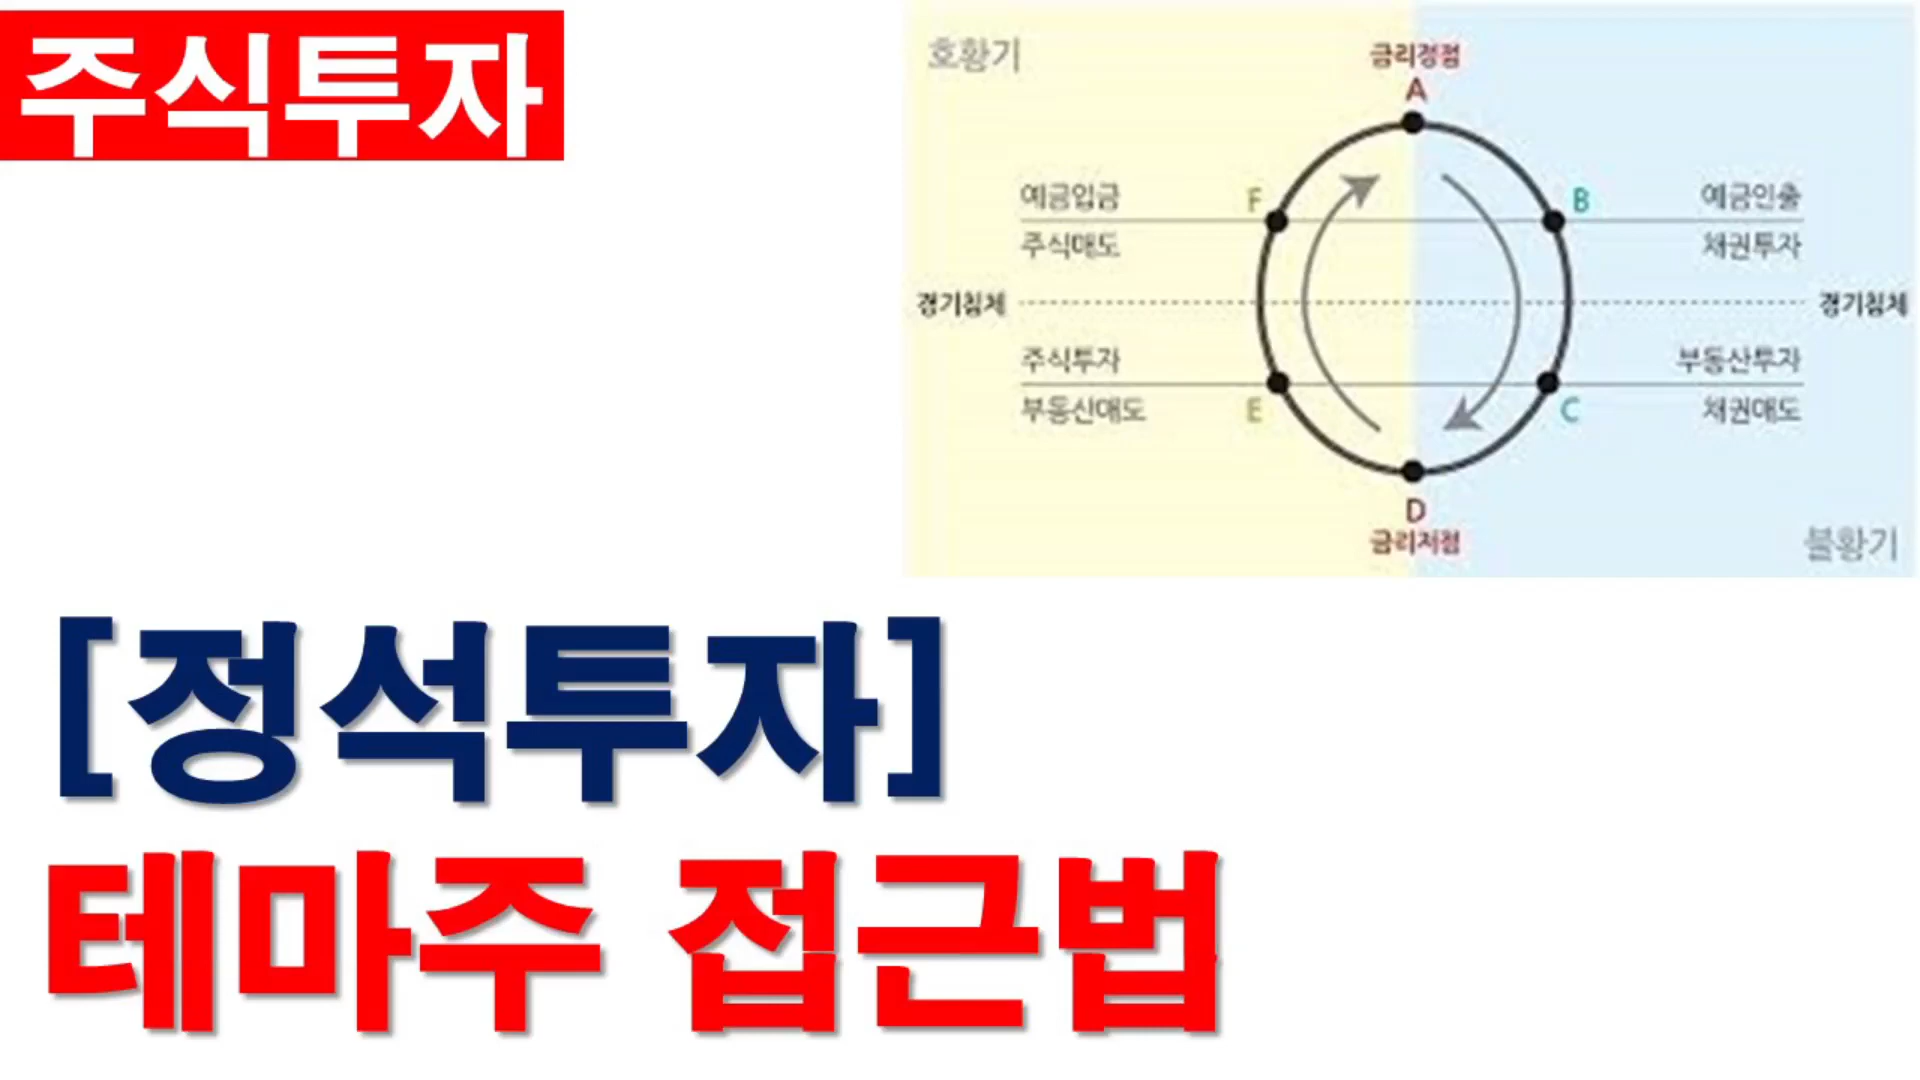 주식투자
호황기
금리정점
A
예금입금 F B 예금인출
주식매도 채권투자
경기침체 경기침체
주식투자 부동산투자
부동산매도 E C 채권매도
D
금리저점
불황기
[정석투자]
테마주 접근법